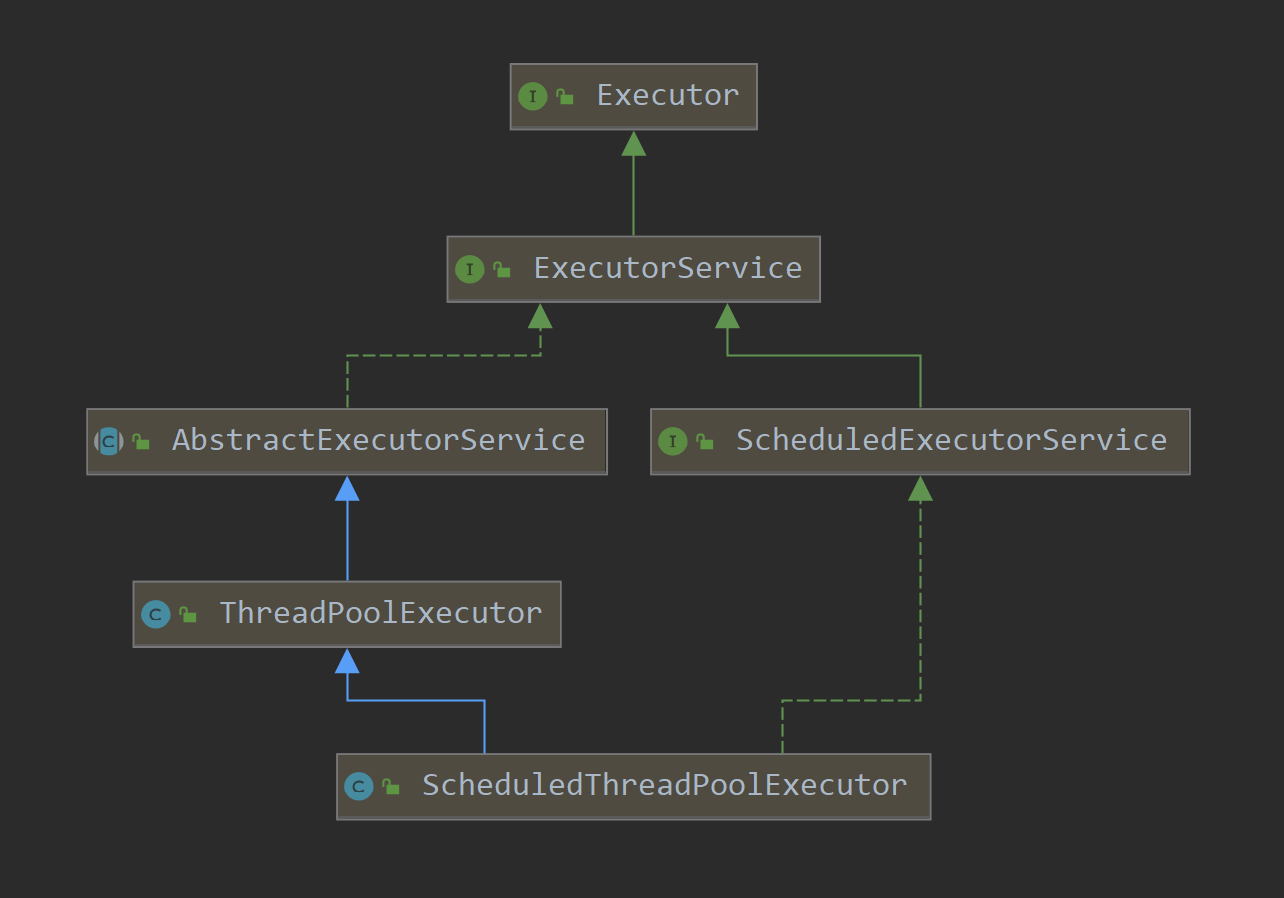 I Executor
I ExecutorService
C AbstractExecutorService
I ScheduledExecutorService
C ThreadPoolExecutor
C ScheduledThreadPoolExecutor